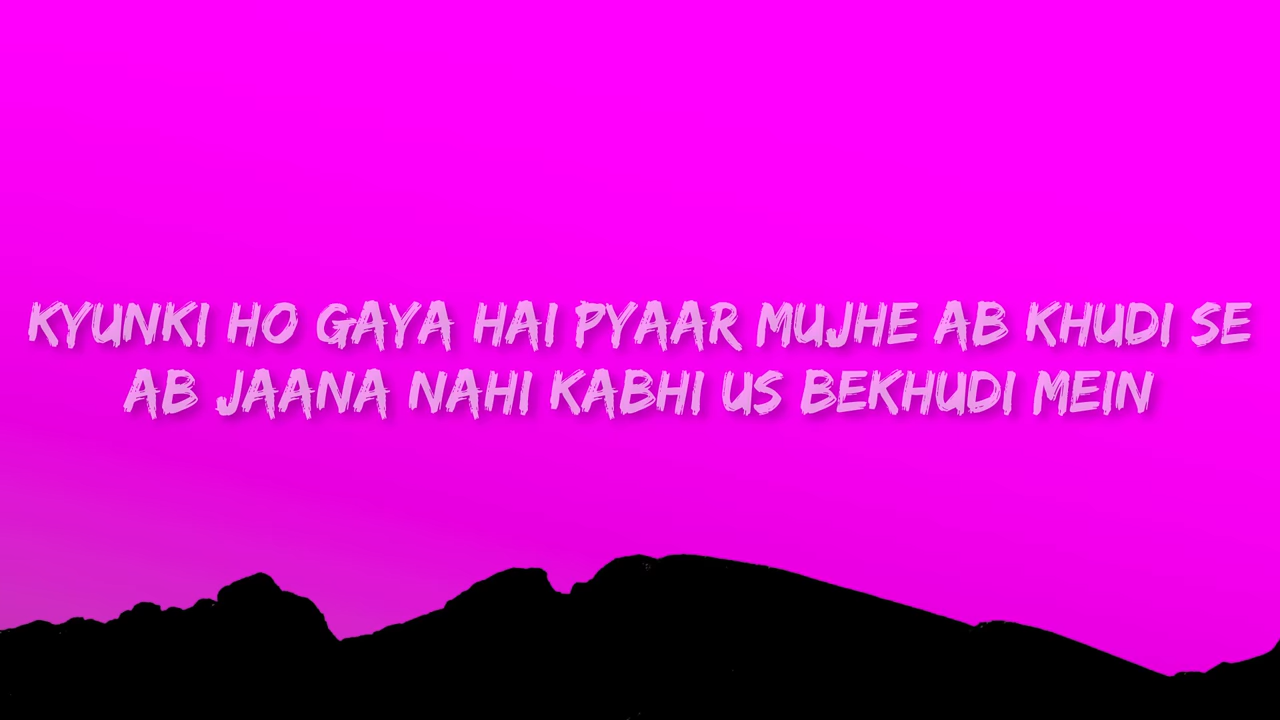 KYUNKI HO GAYA HAI PYAAR MUJHE AB KHUDI SE
AB JAANA NAHI KABHI US BEKHUDI MEIN